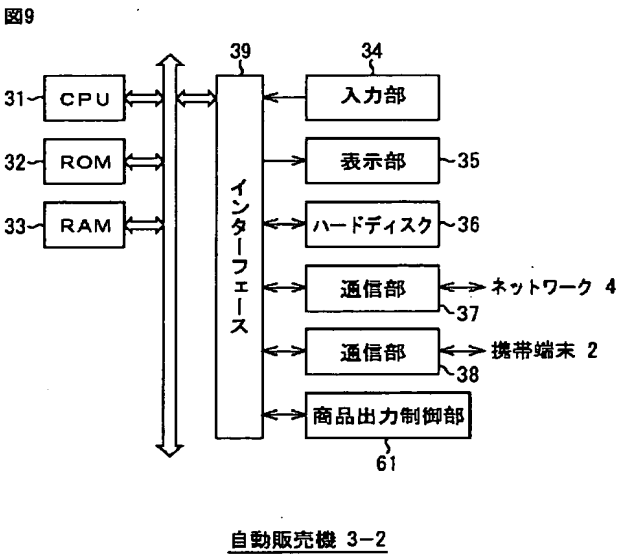 図9
39
34
31
CPU
入力部
32
ROM
表示部
35
33
RAM
インターフェース
ハードディスク
36
通信部
ネットワーク 4
37
通信部
携帯端末 2
38
商品出力制御部
61
自動販売機 3-2